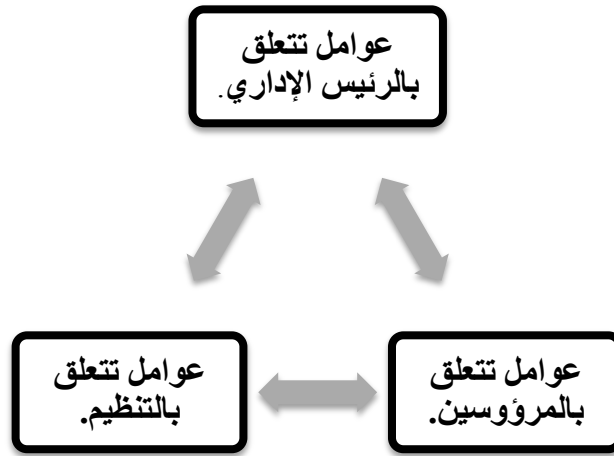 عوامل تتعلق
بالرئيس الإداري.
عوامل تتعلق
بالمرؤوسين.
عوامل تتعلق
بالتنظيم.